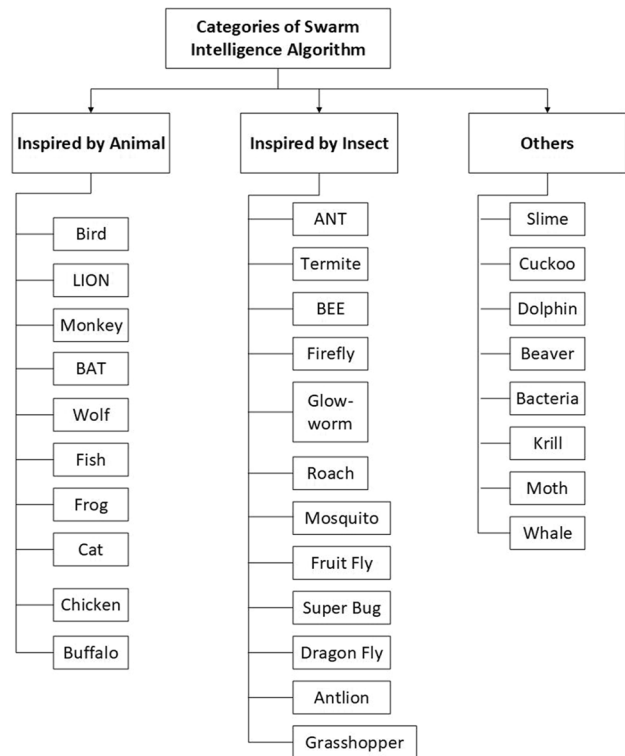 Categories of Swarm
Intelligence Algorithm
Inspired by Animal
Bird
LION
Monkey
BAT
Wolf
Fish
Frog
Cat
Chicken
Buffalo
Inspired by Insect
ANT
Termite
BEE
Firefly
Glow-
worm
Roach
Mosquito
Fruit Fly
Super Bug
Dragon Fly
Antlion
Grasshopper
Others
Slime
Cuckoo
Dolphin
Beaver
Bacteria
Krill
Moth
Whale